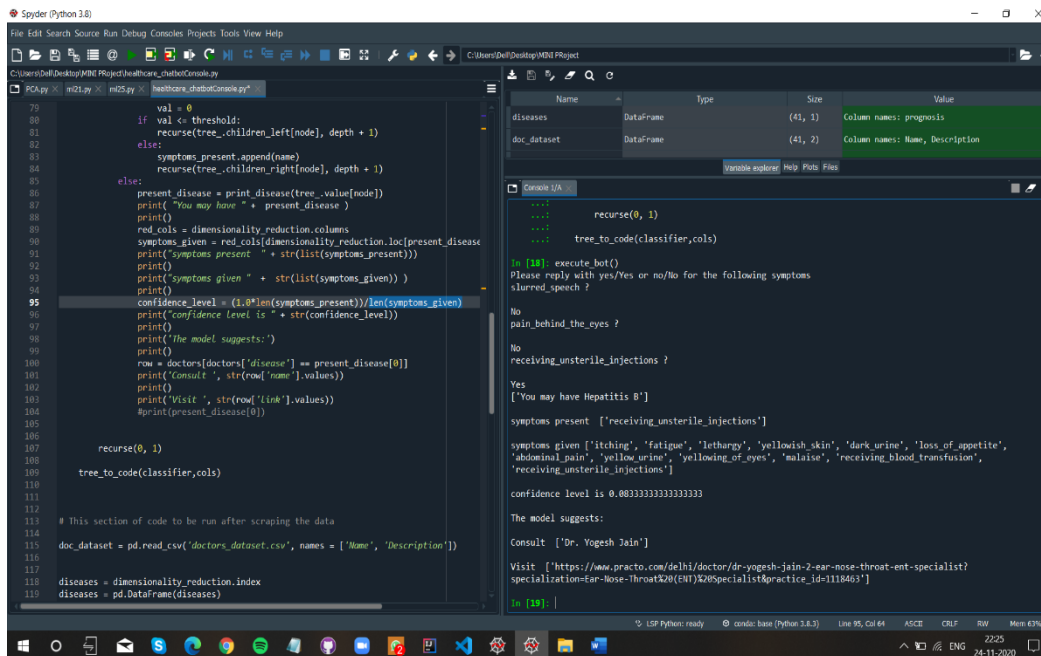 Spyder (Python 3.8)
File Edit Search Source Run Debug Consoles Projects Tools View Help
C:\Users\Dell\Desktop\MINI PRoject
C:\Users\Dell\Desktop\MINI PRoject\healthcare_chatbotConsole.py
PCA.py
ml21.py
ml25.py
healthcare_chatbotConsole.py*
79 val = 0
80 if val <= threshold:
81 recurse(tree_.children_left[node], depth + 1)
82 else:
83 symptoms_present.append(name)
84 recurse(tree_.children_right[node], depth + 1)
85 else:
86 present_disease = print_disease(tree_.value[node])
87 print( "You may have " + present_disease )
88 print()
89 red_cols = dimensionality_reduction.columns
90 symptoms_given = red_cols[dimensionality_reduction.loc[present_disease
91 print("symptoms present " + str(list(symptoms_present)))
92 print()
93 print("symptoms given " + str(list(symptoms_given)) )
94 print()
95 confidence_level = (1.0*len(symptoms_present))/len(symptoms_given)
96 print("confidence level is " + str(confidence_level))
97 print()
98 print('The model suggests:')
99 print()
100 row = doctors[doctors['disease'] == present_disease[0]]
101 print('Consult ', str(row['name'].values))
102 print()
103 print('Visit ', str(row['link'].values))
104 #print(present_disease[0])
105
106
107 recurse(0, 1)
108
109 tree_to_code(classifier,cols)
110
111
112
113 # This section of code to be run after scraping the data
114
115 doc_dataset = pd.read_csv('doctors_dataset.csv', names = ['Name', 'Description'])
116
117
118 diseases = dimensionality_reduction.index
119 diseases = pd.DataFrame(diseases)
Name Type Size Value
diseases DataFrame (41, 1) Column names: prognosis
doc_dataset DataFrame (41, 2) Column names: Name, Description
Variable explorer Help Plots Files
Console 1/A
...:
...: recurse(0, 1)
...:
...: tree_to_code(classifier,cols)
In [18]: execute_bot()
Please reply with yes/Yes or no/No for the following symptoms
slurred_speech ?
No
pain_behind_the_eyes ?
No
receiving_unsterile_injections ?
Yes
['You may have Hepatitis B']
symptoms present ['receiving_unsterile_injections']
symptoms given ['itching', 'fatigue', 'lethargy', 'yellowish_skin', 'dark_urine', 'loss_of_appetite',
'abdominal_pain', 'yellow_urine', 'yellowing_of_eyes', 'malaise', 'receiving_blood_transfusion',
'receiving_unsterile_injections']
confidence level is 0.08333333333333333
The model suggests:
Consult ['Dr. Yogesh Jain']
Visit ['https://www.practo.com/delhi/doctor/dr-yogesh-jain-2-ear-nose-throat-ent-specialist?
specialization=Ear-Nose-Throat%20(ENT)%20Specialist&practice_id=1118463']
In [19]:
LSP Python: ready conda: base (Python 3.8.3) Line 95, Col 64 ASCII CRLF RW Mem 63%
ENG
22:25
24-11-2020